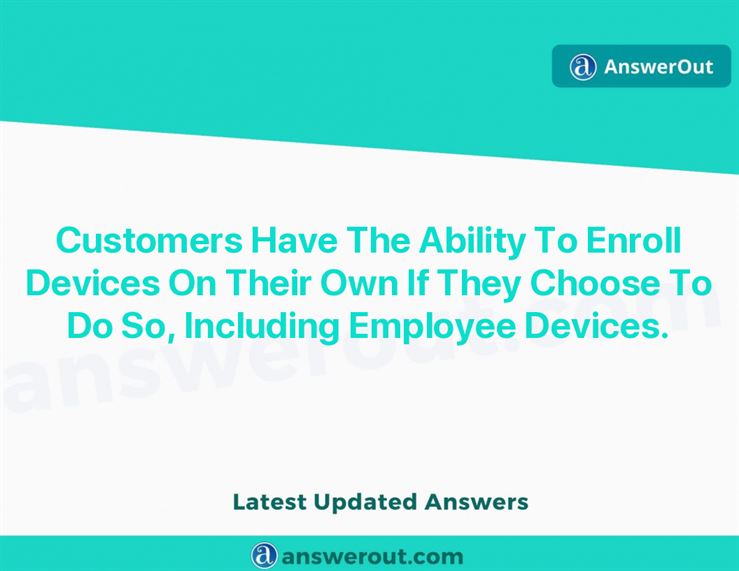 AnswerOut
Customers Have The Ability To Enroll
Devices On Their Own If They Choose To
Do So, Including Employee Devices.
answerout.com
Latest Updated Answers
answerout.com